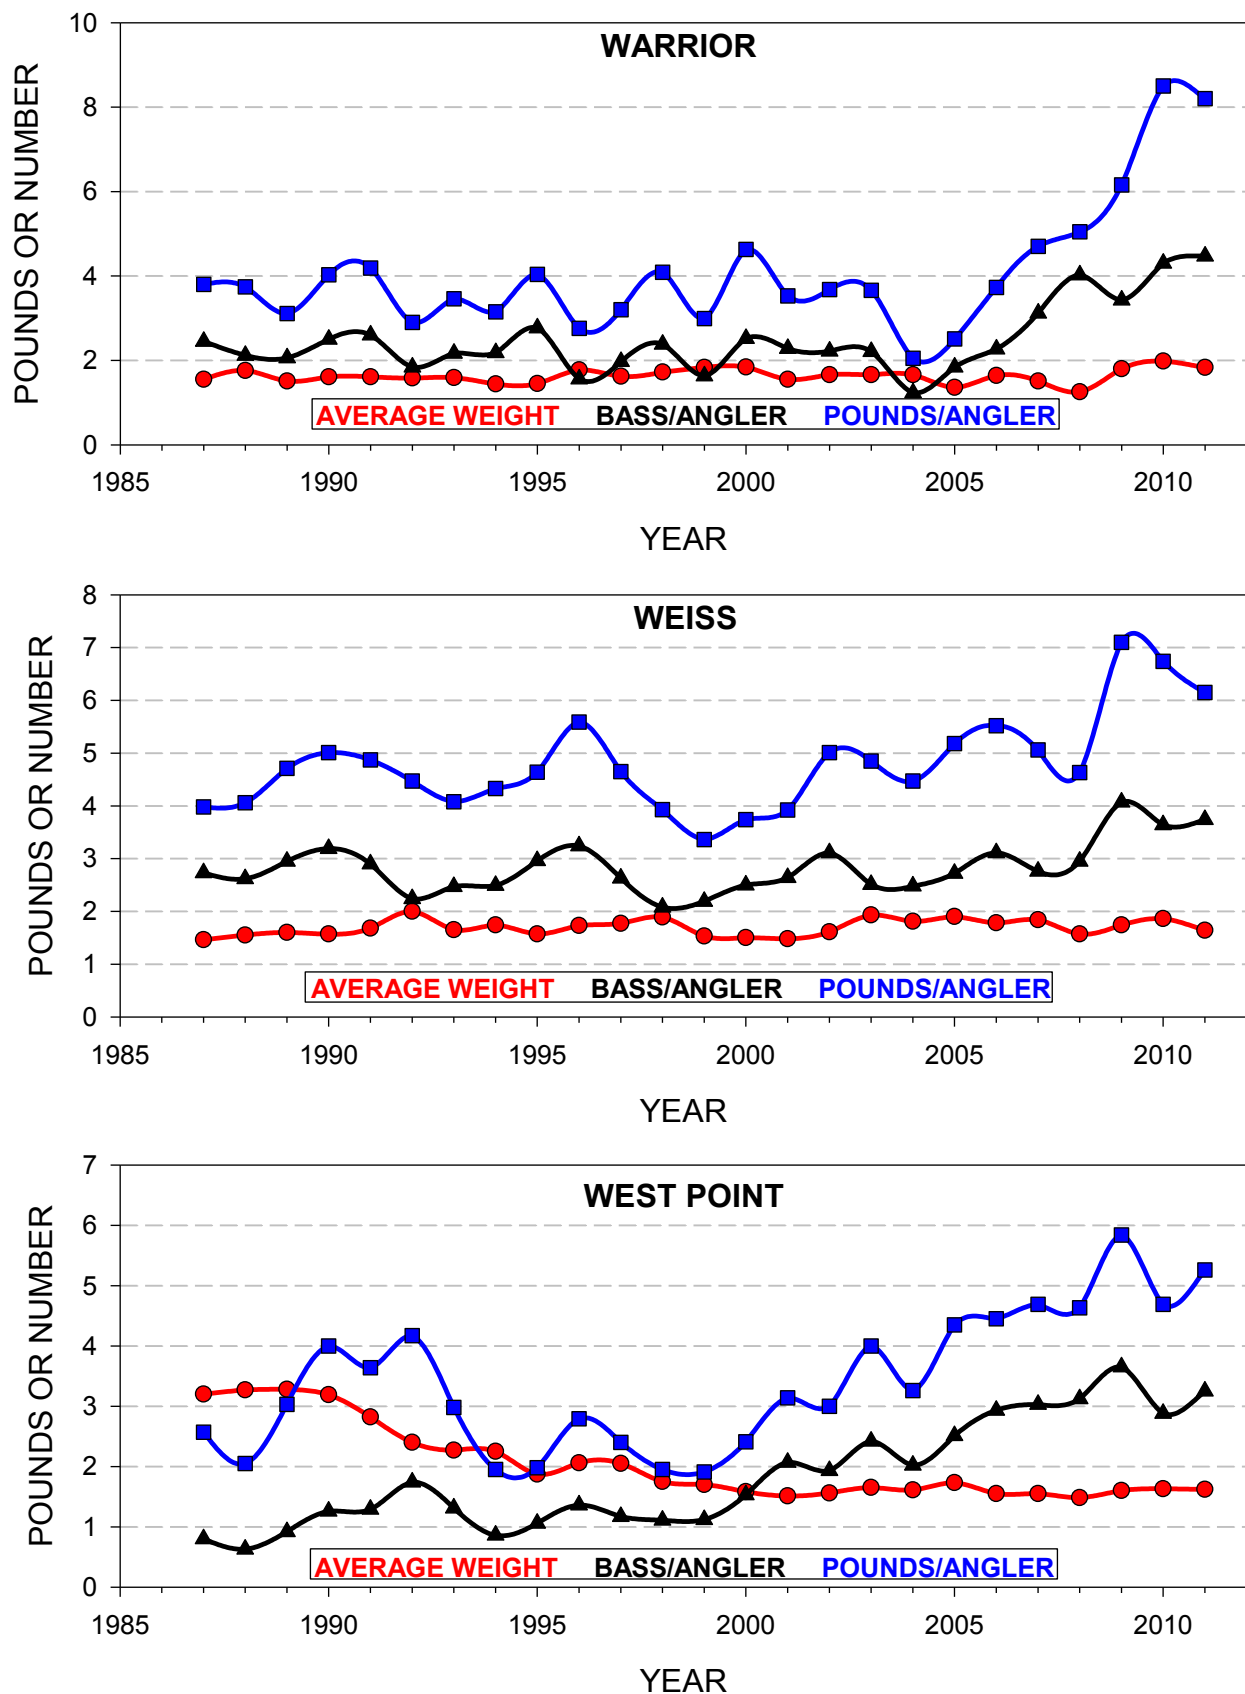 WARRIOR
POUNDS OR NUMBER
10
8
6
4
2
0
AVERAGE WEIGHT BASS/ANGLER POUNDS/ANGLER
1985 1990 1995 2000 2005 2010
YEAR
WEISS
POUNDS OR NUMBER
8
7
6
5
4
3
2
1
0
AVERAGE WEIGHT BASS/ANGLER POUNDS/ANGLER
1985 1990 1995 2000 2005 2010
YEAR
WEST POINT
POUNDS OR NUMBER
7
6
5
4
3
2
1
0
AVERAGE WEIGHT BASS/ANGLER POUNDS/ANGLER
1985 1990 1995 2000 2005 2010
YEAR